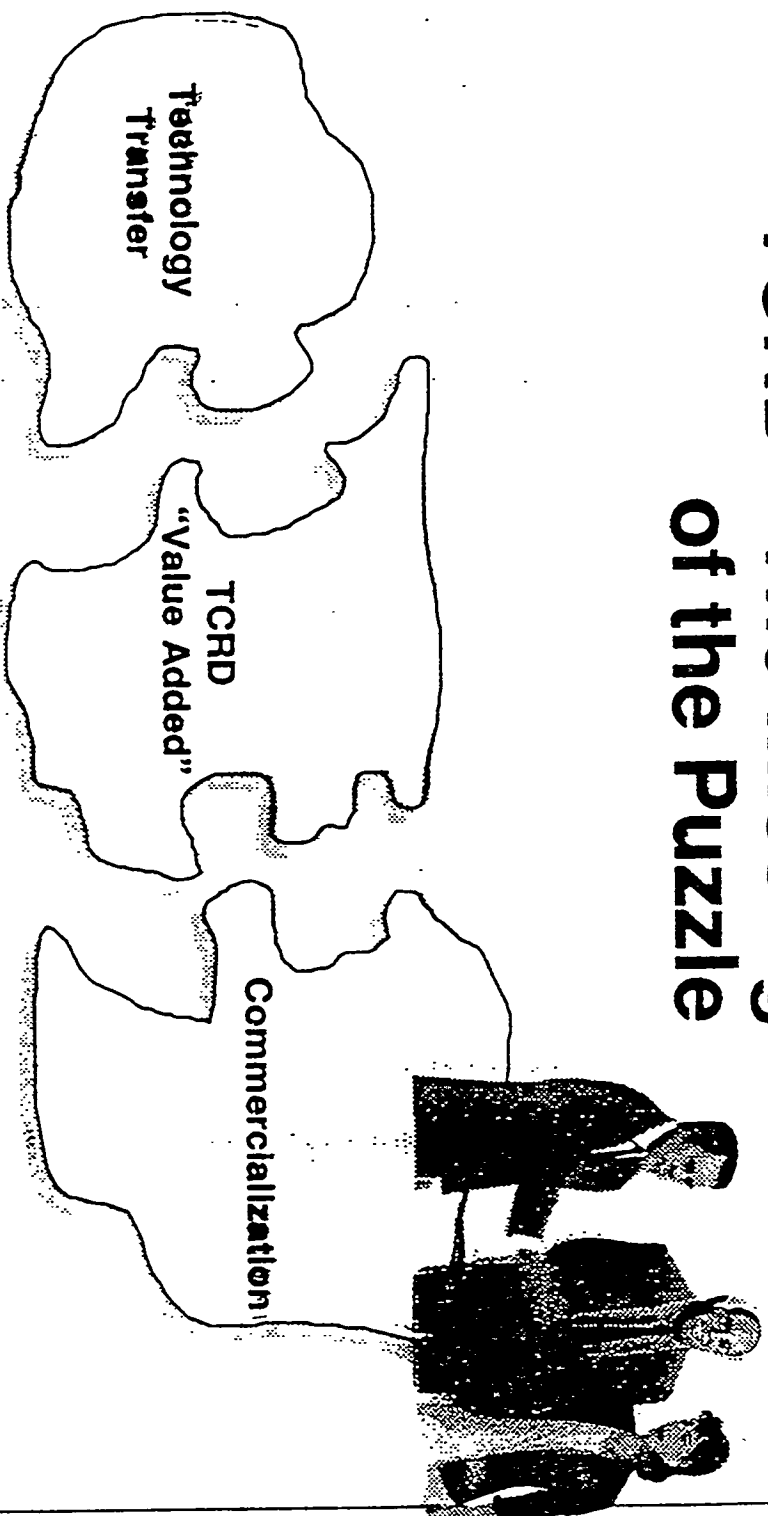 of the Puzzle
Technology
Transfer
TCRD
“Value Added”
Commercialization